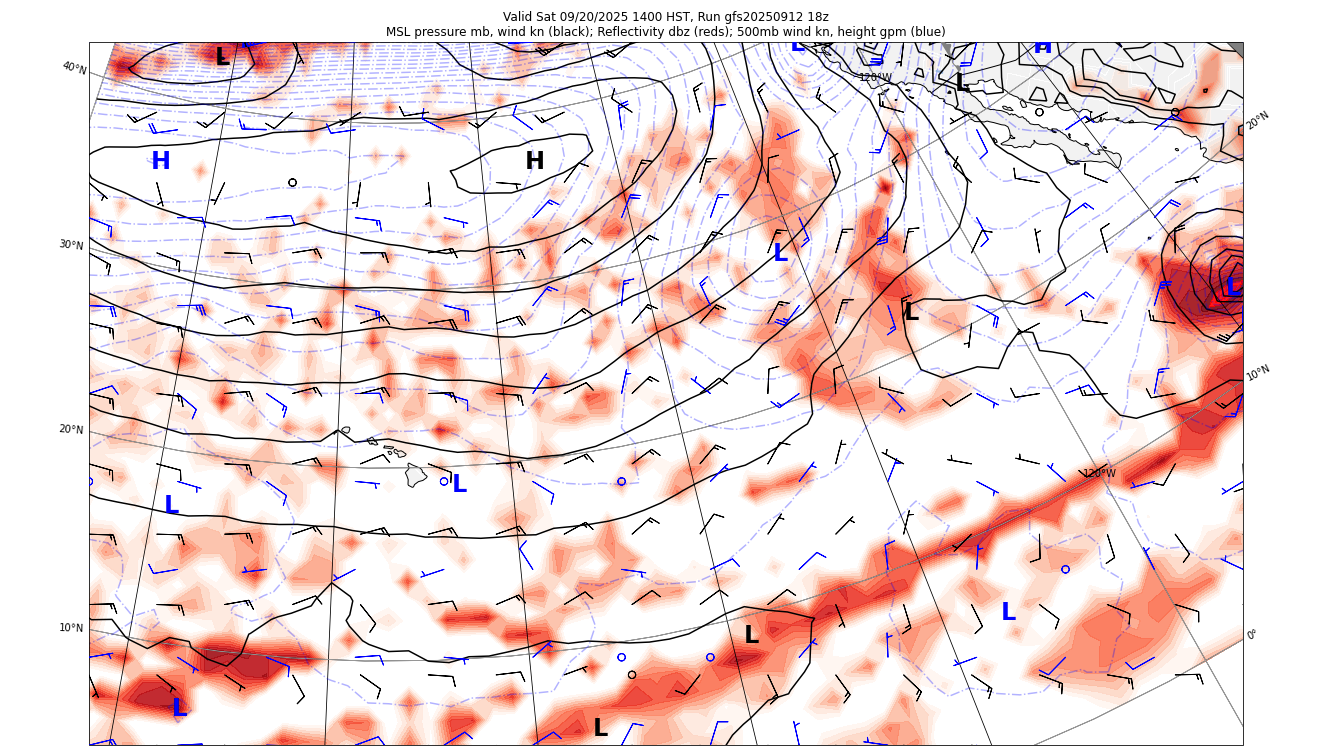 Valid Sat 09/20/2025 1400 HST, Run gfs20250912 18z
MSL pressure mb, wind kn (black); Reflectivity dbz (reds); 500mb wind kn, height gpm (blue)
L
H
L
40°N
120°W
L
20°N
H
H
30°N
L
L
L
10°N
20°N
120°W
L
L
10°N
L
L
0°
L
L